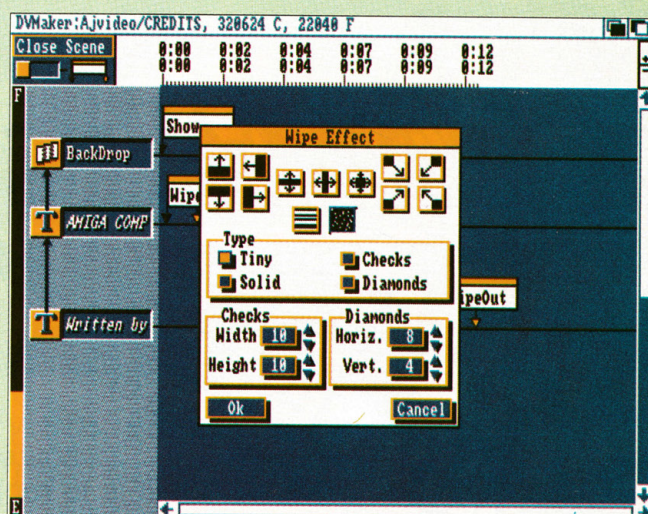 DVMaker:Ajvideo/CREDITS, 320624 C, 22040 F
Close Scene
0:00 0:02 0:04 0:07 0:09 0:12
0:00 0:02 0:04 0:07 0:09 0:12
F
Show
Wipe Effect
BackDrop
Wipe
AMIGA COMP
Type
Tiny
Checks
Solid
Diamonds
ipeOut
Written by
Checks
Diamonds
Width 10
Horiz. 8
Height 10
Vert. 4
Ok
Cancel
E